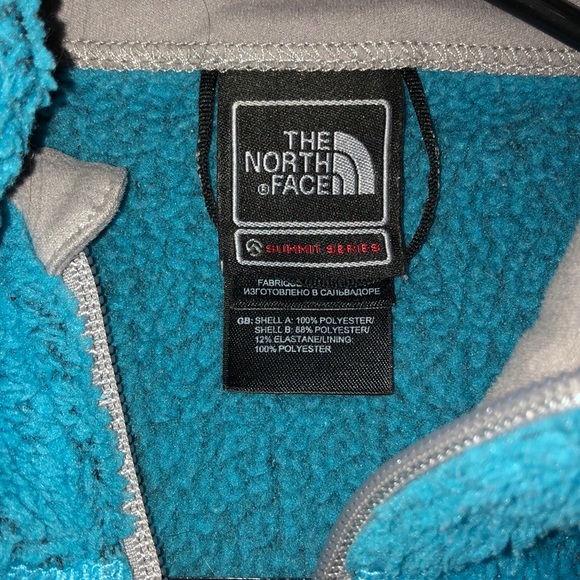 THE
NORTH
® FACE
SUMMIT SERIES
FABRIQUÉ
ИЗГОТОВЛЕНО В САЛЬВАДОРЕ
GB: SHELL A: 100% POLYESTER/
SHELL B: 88% POLYESTER/
12% ELASTANE/LINING:
100% POLYESTER